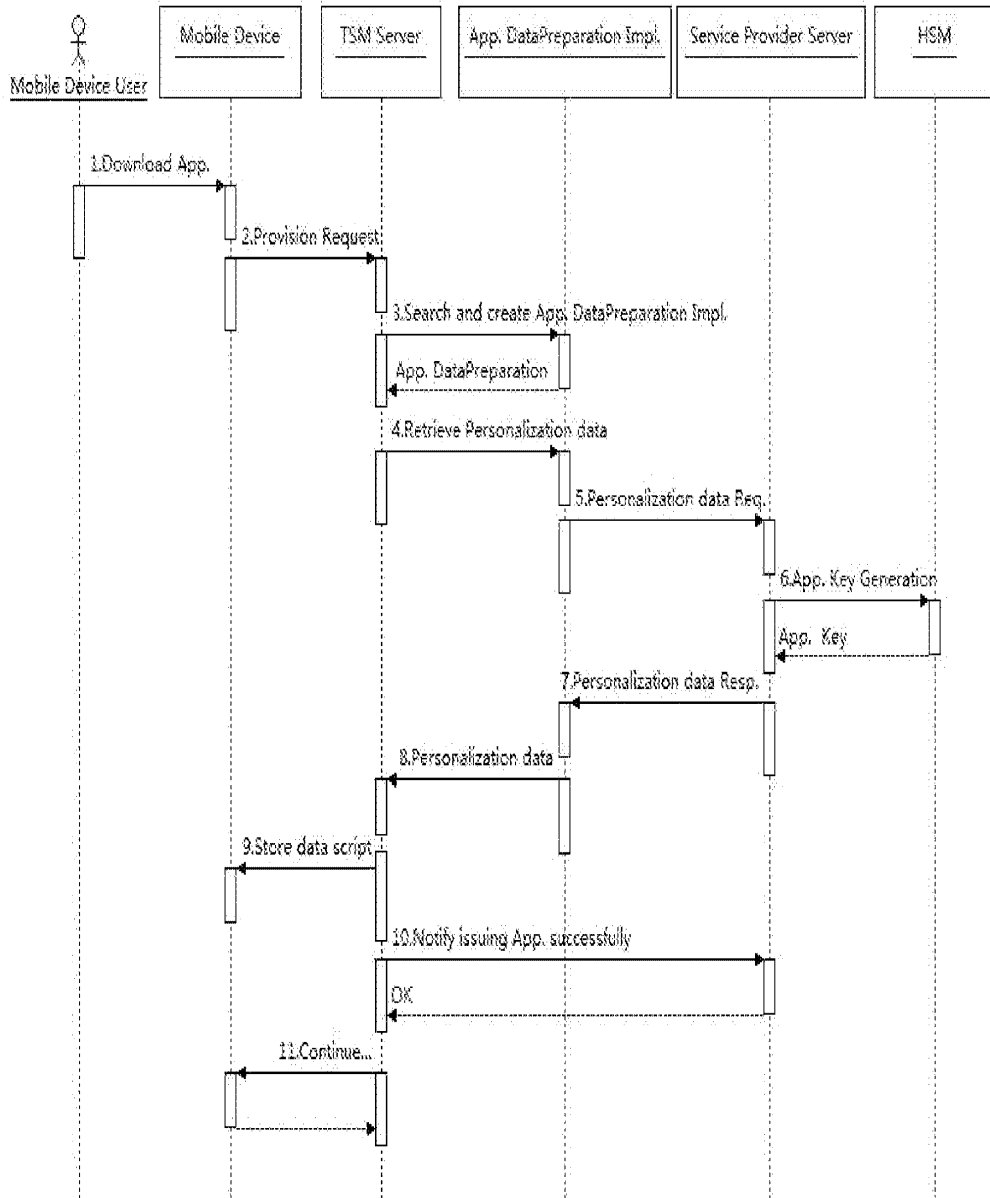 Mobile Device User
Mobile Device
TSM Server
App. DataPreparation Impl.
Service Provider Server
HSM
1.Download App.
2.Provision Request
3.Search and create App. DataPreparation Impl.
App. DataPreparation
4.Retrieve Personalization data
5.Personalization data Req.
6.App. Key Generation
App. Key
7.Personalization data Resp.
8.Personalization data
9.Store data script
10.Notify issuing App. successfully
OK
11.Continue...